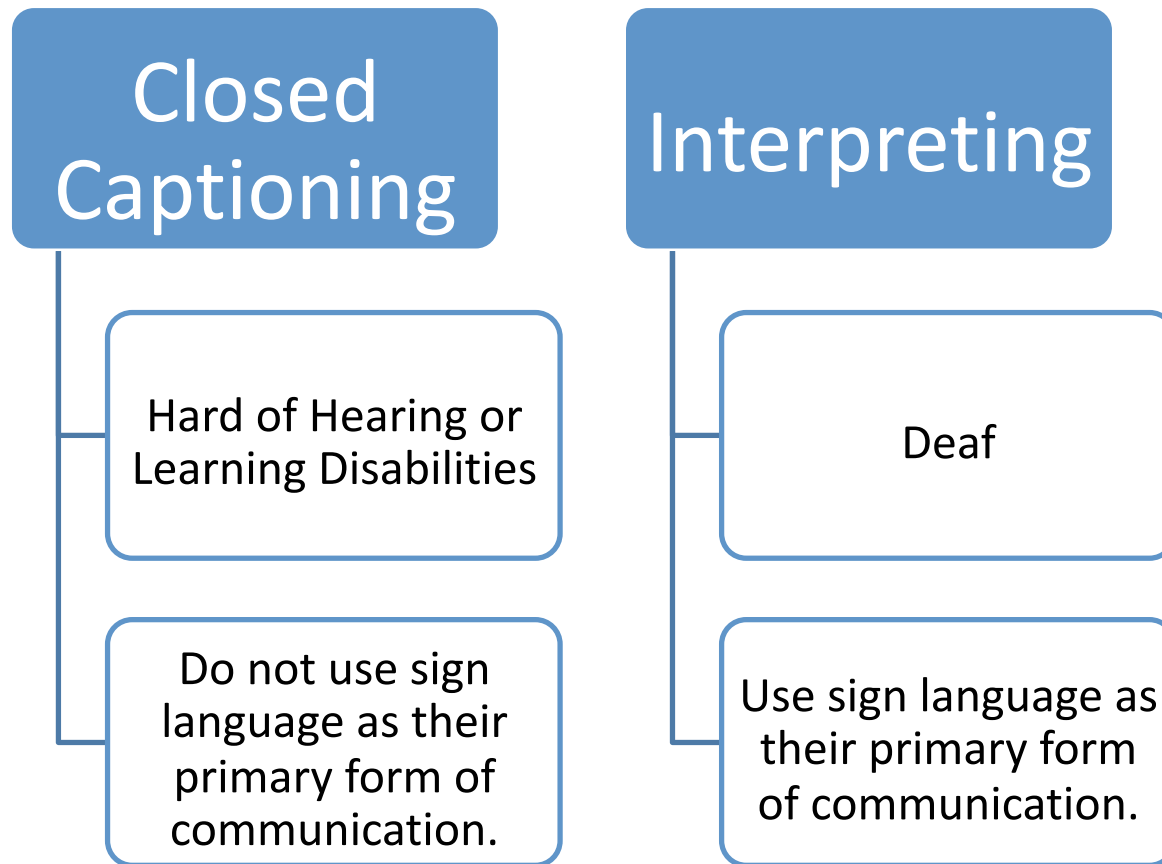 Closed
Captioning
Hard of Hearing or
Learning Disabilities
Do not use sign
language as their
primary form of
communication.
Interpreting
Deaf
Use sign language as
their primary form
of communication.